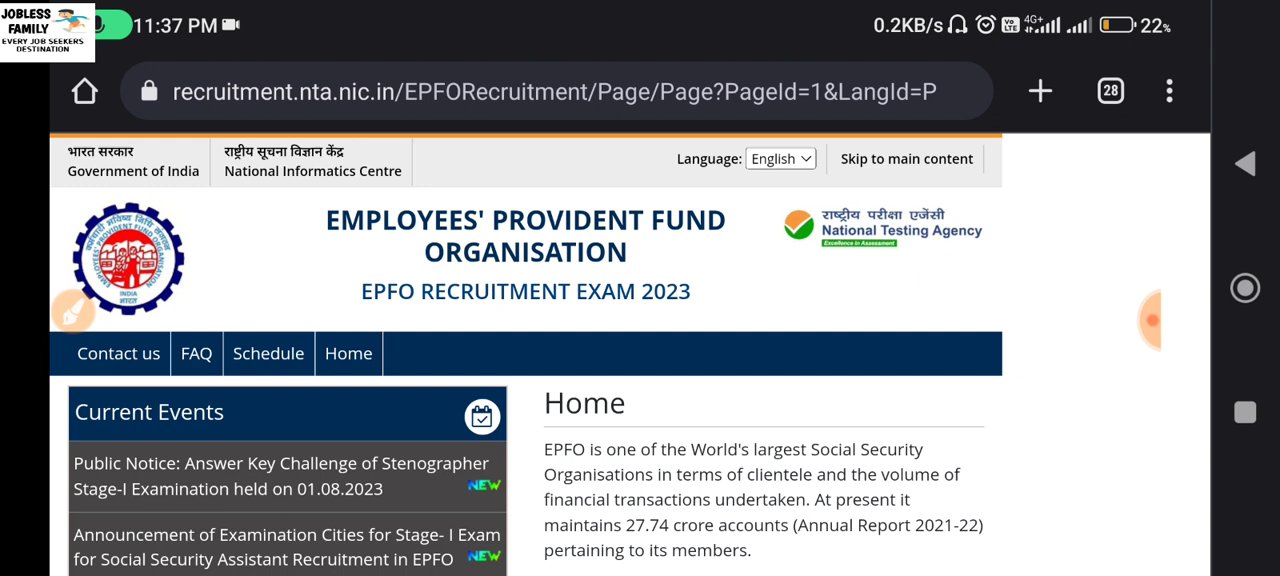 JOBLESS
FAMILY
EVERY JOB SEEKERS
DESTINATION
11:37 PM
0.2KB/s
Vo
LTE
4G+
22%
recruitment.nta.nic.in/EPFORecruitment/Page/Page?PageId=1&LangId=P
28
भारत सरकार
Government of India
राष्ट्रीय सूचना विज्ञान केंद्र
National Informatics Centre
Language: English
Skip to main content
EMPLOYEES' PROVIDENT FUND
ORGANISATION
EPFO RECRUITMENT EXAM 2023
राष्ट्रीय परीक्षा एजेंसी
National Testing Agency
Excellence in Assessment
EMPLOYEES' PROVIDENT FUND
INDIA
भारत
Contact us
FAQ
Schedule
Home
Current Events
Public Notice: Answer Key Challenge of Stenographer
Stage-I Examination held on 01.08.2023 NEW
Announcement of Examination Cities for Stage- I Exam
for Social Security Assistant Recruitment in EPFO NEW
Home
EPFO is one of the World's largest Social Security
Organisations in terms of clientele and the volume of
financial transactions undertaken. At present it
maintains 27.74 crore accounts (Annual Report 2021-22)
pertaining to its members.